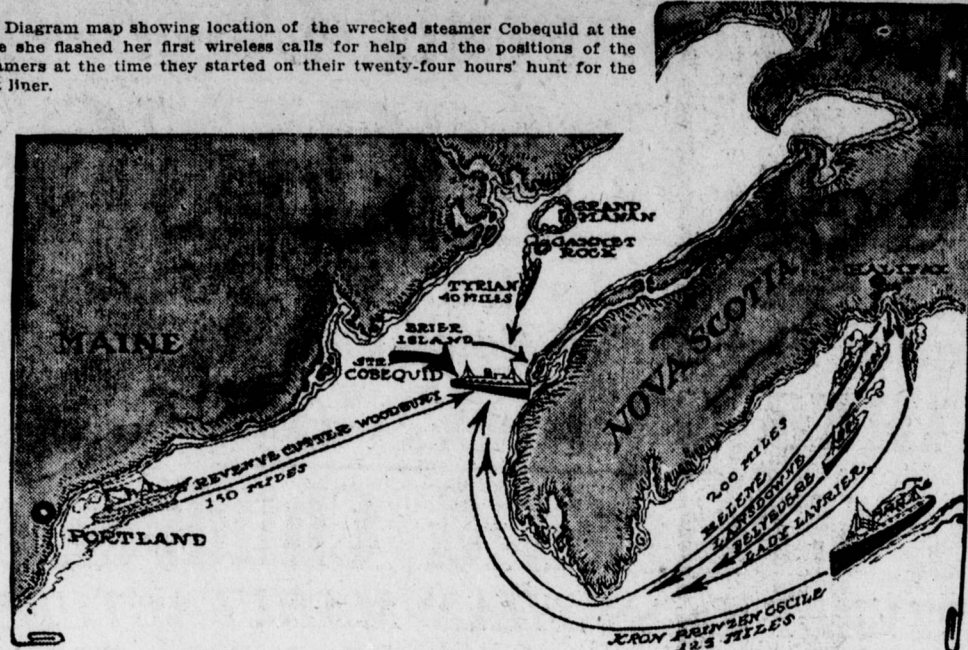 Diagram map showing location of the wrecked steamer Cobequid at the
e she flashed her first wireless calls for help and the positions of the
amers at the time they started on their twenty-four hours' hunt for the
liner.
GRAND
MANAN
GANNET
ROCK
TYRIAN
40 MILES
BRIER
ISLAND
STR.
COBEQUID
MAINE
NOVA SCOTIA
HALIFAX
REVENUE CUTTER WOODBURY
150 MILES
PORTLAND
200 MILES
LANSDOWNE
LADY LAURIER
KRON PRINZEN CECILE
125 MILES